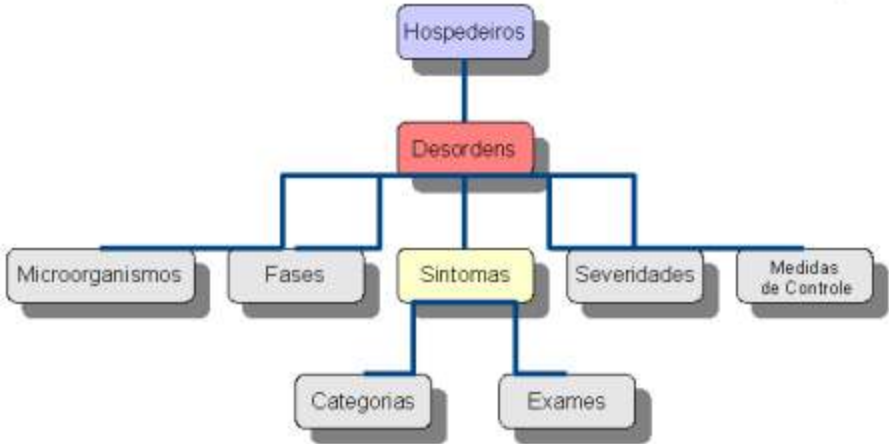 Hospedeiros
Desordens
Microorganismos
Fases
Sintomas
Severidades
Medidas
de Controle
Categorias
Exames